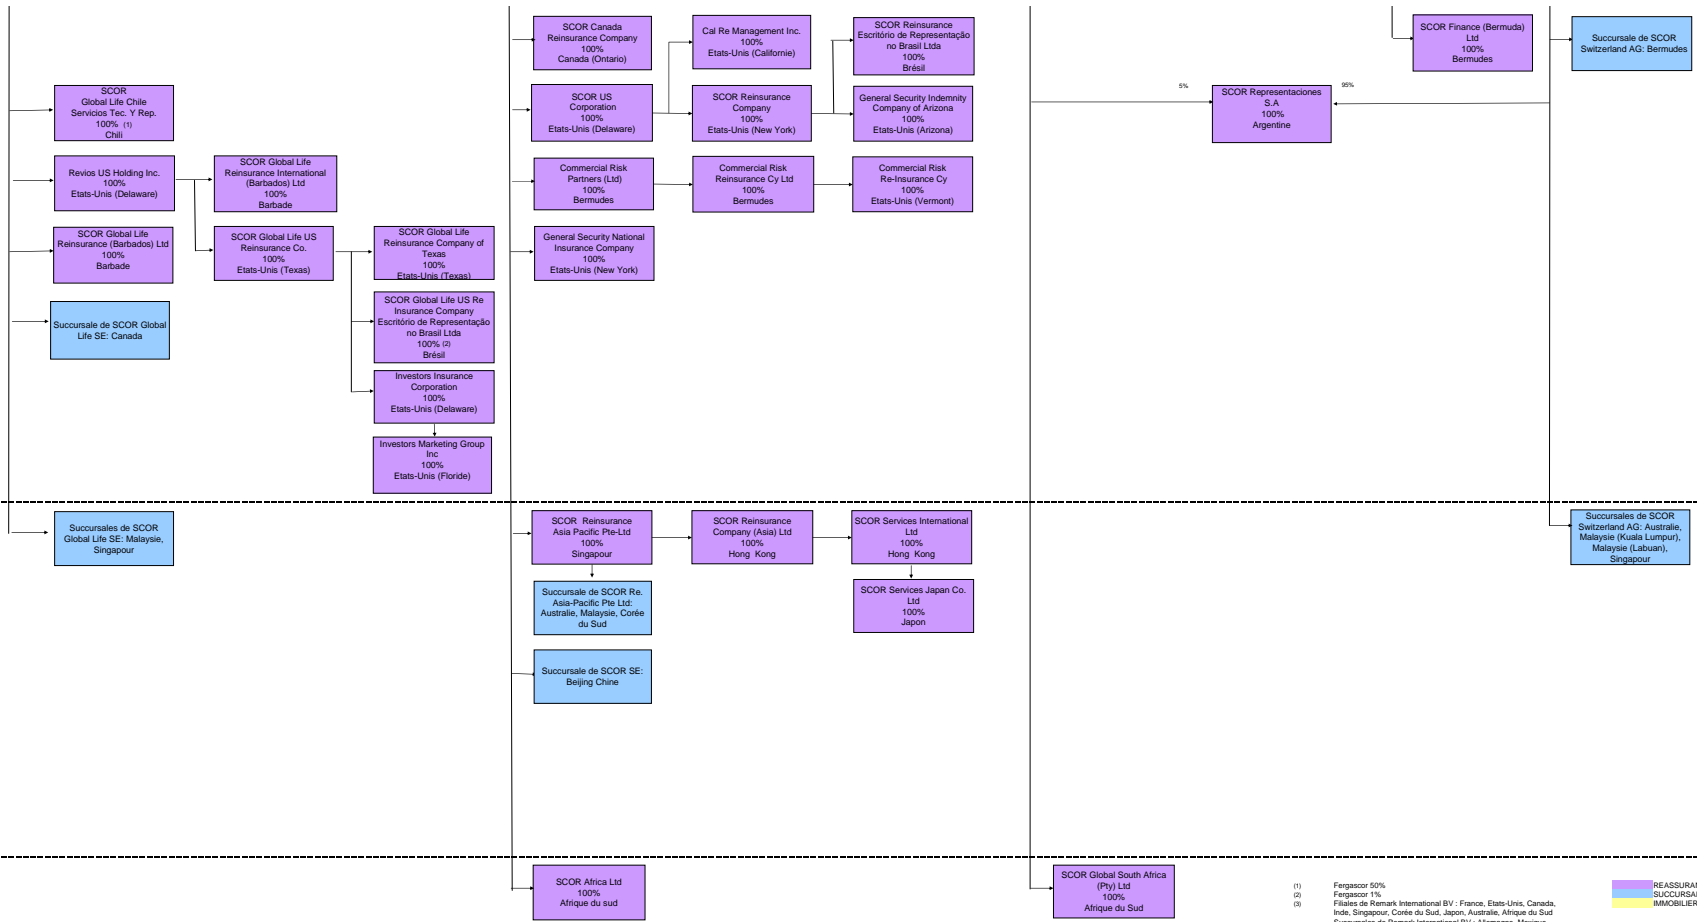 SCOR Canada
Reinsurance Company
100%
Canada (Ontario)
Cal Re Management Inc.
100%
Etats-Unis (Californie)
SCOR Reinsurance
Escritório de Representação
no Brasil Ltda
100%
Brésil
SCOR Finance (Bermuda)
Ltd
100%
Bermudes
Succursale de SCOR
Switzerland AG: Bermudes
SCOR
Global Life Chile
Servicios Tec. Y Rep.
100% (1)
Chili
SCOR US
Corporation
100%
Etats-Unis (Delaware)
SCOR Reinsurance
Company
100%
Etats-Unis (New York)
General Security Indemnity
Company of Arizona
100%
Etats-Unis (Arizona)
5%
SCOR Representaciones
S.A
100%
Argentine
95%
Revios US Holding Inc.
100%
Etats-Unis (Delaware)
SCOR Global Life
Reinsurance International
(Barbados) Ltd
100%
Barbade
Commercial Risk
Partners (Ltd)
100%
Bermudes
Commercial Risk
Reinsurance Cy Ltd
100%
Bermudes
Commercial Risk
Re-Insurance Cy
100%
Etats-Unis (Vermont)
SCOR Global Life
Reinsurance (Barbados) Ltd
100%
Barbade
SCOR Global Life US
Reinsurance Co.
100%
Etats-Unis (Texas)
SCOR Global Life
Reinsurance Company of
Texas
100%
Etats-Unis (Texas)
General Security National
Insurance Company
100%
Etats-Unis (New York)
Succursale de SCOR Global
Life SE: Canada
SCOR Global Life US Re
Insurance Company
Escritório de Representação
no Brasil Ltda
100% (2)
Brésil
Investors Insurance
Corporation
100%
Etats-Unis (Delaware)
Investors Marketing Group
Inc
100%
Etats-Unis (Floride)
Succursales de SCOR
Global Life SE: Malaysie,
Singapour
SCOR Reinsurance
Asia Pacific Pte-Ltd
100%
Singapour
SCOR Reinsurance
Company (Asia) Ltd
100%
Hong Kong
SCOR Services International
Ltd
100%
Hong Kong
Succursales de SCOR
Switzerland AG: Australie,
Malaysie (Kuala Lumpur),
Malaysie (Labuan),
Singapour
Succursale de SCOR Re.
Asia-Pacific Pte Ltd:
Australie, Malaysie, Corée
du Sud
SCOR Services Japan Co.
Ltd
100%
Japon
Succursale de SCOR SE:
Beijing Chine
SCOR Africa Ltd
100%
Afrique du sud
SCOR Global South Africa
(Pty) Ltd
100%
Afrique du Sud
(1) Fergascor 50%
(2) Fergascor 1%
(3) Filiales de Remark International BV : France, Etats-Unis, Canada,
Inde, Singapour, Corée du Sud, Japon, Australie, Afrique du Sud
Succursales de Remark International BV : Allemagne, Mexique
REASSURAN
SUCCURSAL
IMMOBILIER